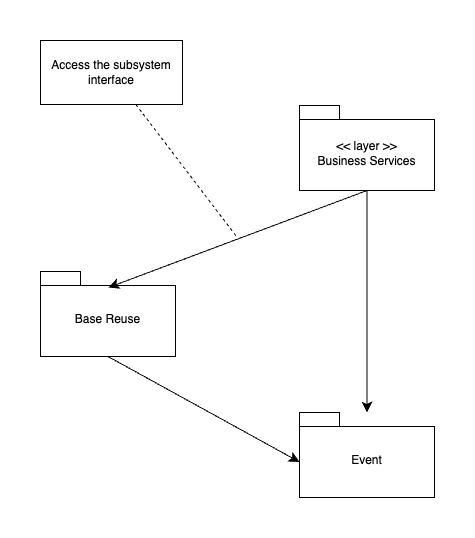 Access the subsystem
interface
<< layer >>
Business Services
Base Reuse
Event